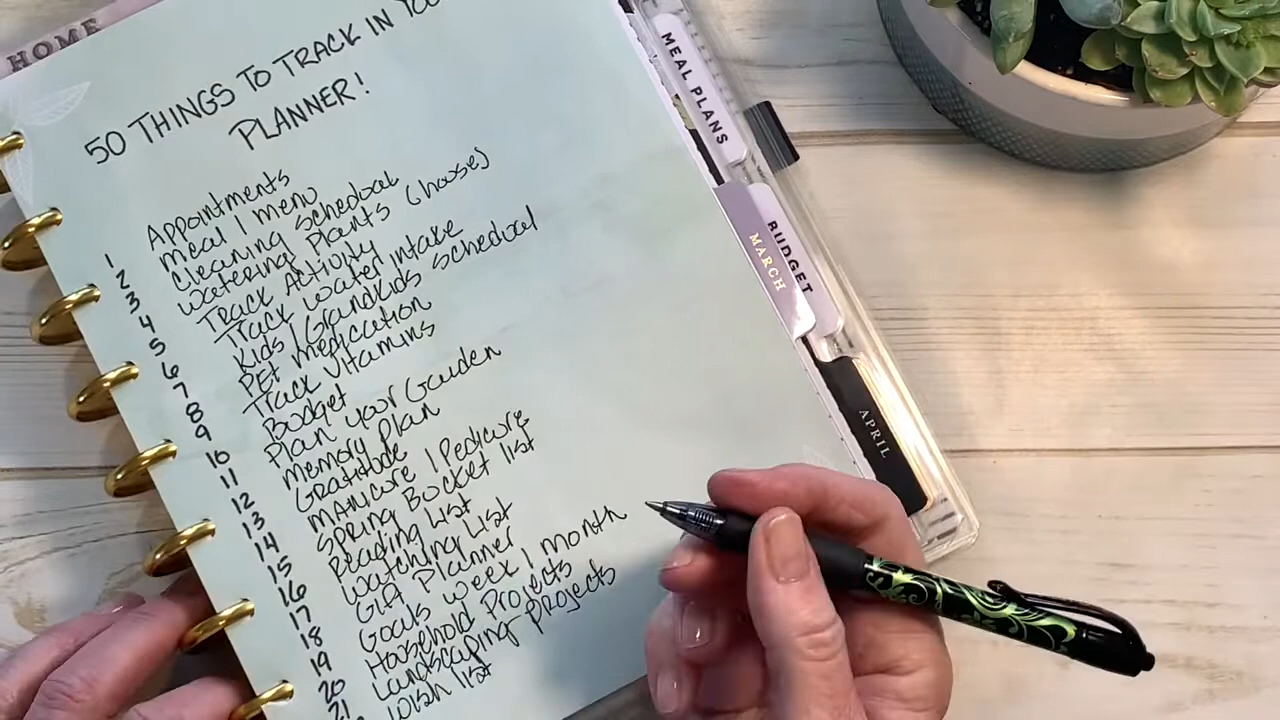 HOME
50 THINGS TO TRACK IN YOU
PLANNER!
1 Appointments
2 Meal | menu
3 Cleaning Schedual
4 Watering Plants (house)
5 Track Activity
6 Track water intake
7 Kids | Grandkids schedual
8 PET medication
9 Track vitamins
10 Budget
11 Plan your Garden
12 Memory Plan
13 Gratitude
14 MANicure | Pedicure
15 Spring Bucket list
16 Reading List
17 Watching List
18 Gift Planner
19 Goals week | month
20 Household Projects
21 Landscaping projects
Wish list
MEAL PLANS
BUDGET
MARCH
APRIL